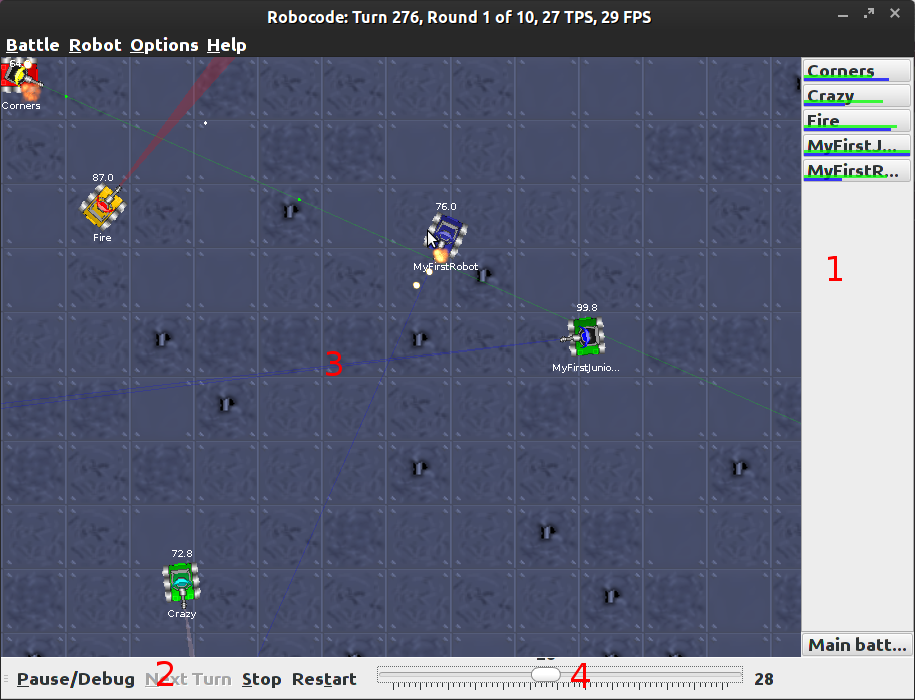 Robocode: Turn 276, Round 1 of 10, 27 TPS, 29 FPS
Battle Robot Options Help
Corners
87.0
Fire
76.0
MyFirstRobot
99.8
MyFirstJunio...
3
72.8
Crazy
Corners
Crazy
Fire
MyFirstJ...
MyFirstR...
1
Main batt...
Pause/Debug Next Turn Stop Restart
2
4
28